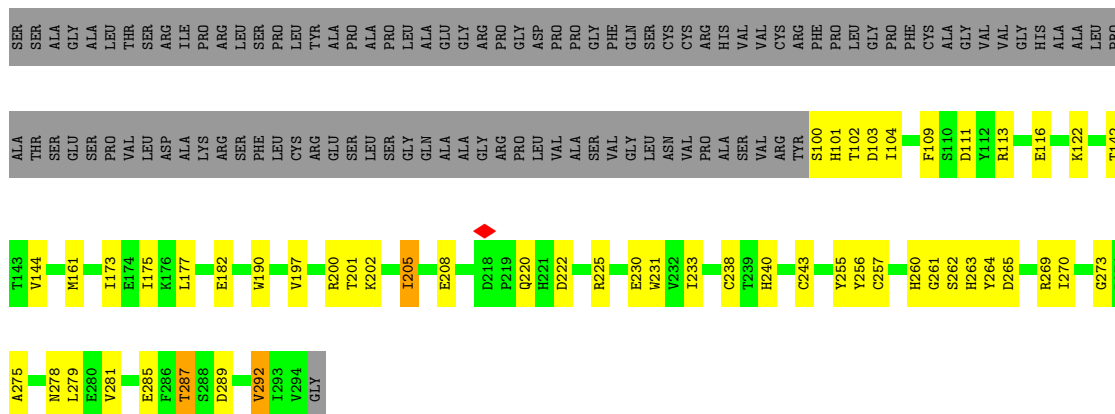 SER SER ALA GLY ALA LEU THR SER ARG ILE PRO ARG LEU SER PRO LEU TYR ALA PRO ALA PRO LEU ALA GLU GLY ARG PRO GLY ASP PRO PRO GLY PHE GLN SER CYS CYS ARG HIS VAL VAL CYS ARG PHE PRO LEU GLY PRO PHE CYS ALA GLY VAL VAL GLY HIS ALA ALA LEU PRO
ALA THR SER GLU SER PRO VAL LEU ASP ALA LYS ARG SER PHE LEU CYS ARG GLU SER LEU SER GLY GLN ALA ALA GLY ARG PRO LEU VAL ALA SER VAL GLY LEU ASN VAL PRO ALA SER VAL ARG TYR S100 H101 T102 D103 I104 F109 S110 D111 Y112 R113 E116 K122 T142
T143 V144 M161 I173 E174 I175 K176 L177 E182 W190 V197 R200 T201 K202 I205 E208 D218 P219 Q220 H221 D222 R225 E230 W231 V232 I233 C238 T239 H240 C243 Y255 Y256 C257 H260 G261 S262 H263 Y264 D265 R269 I270 G273
A275 N278 L279 E280 V281 E285 F286 T287 S288 D289 V292 I293 V294 GLY